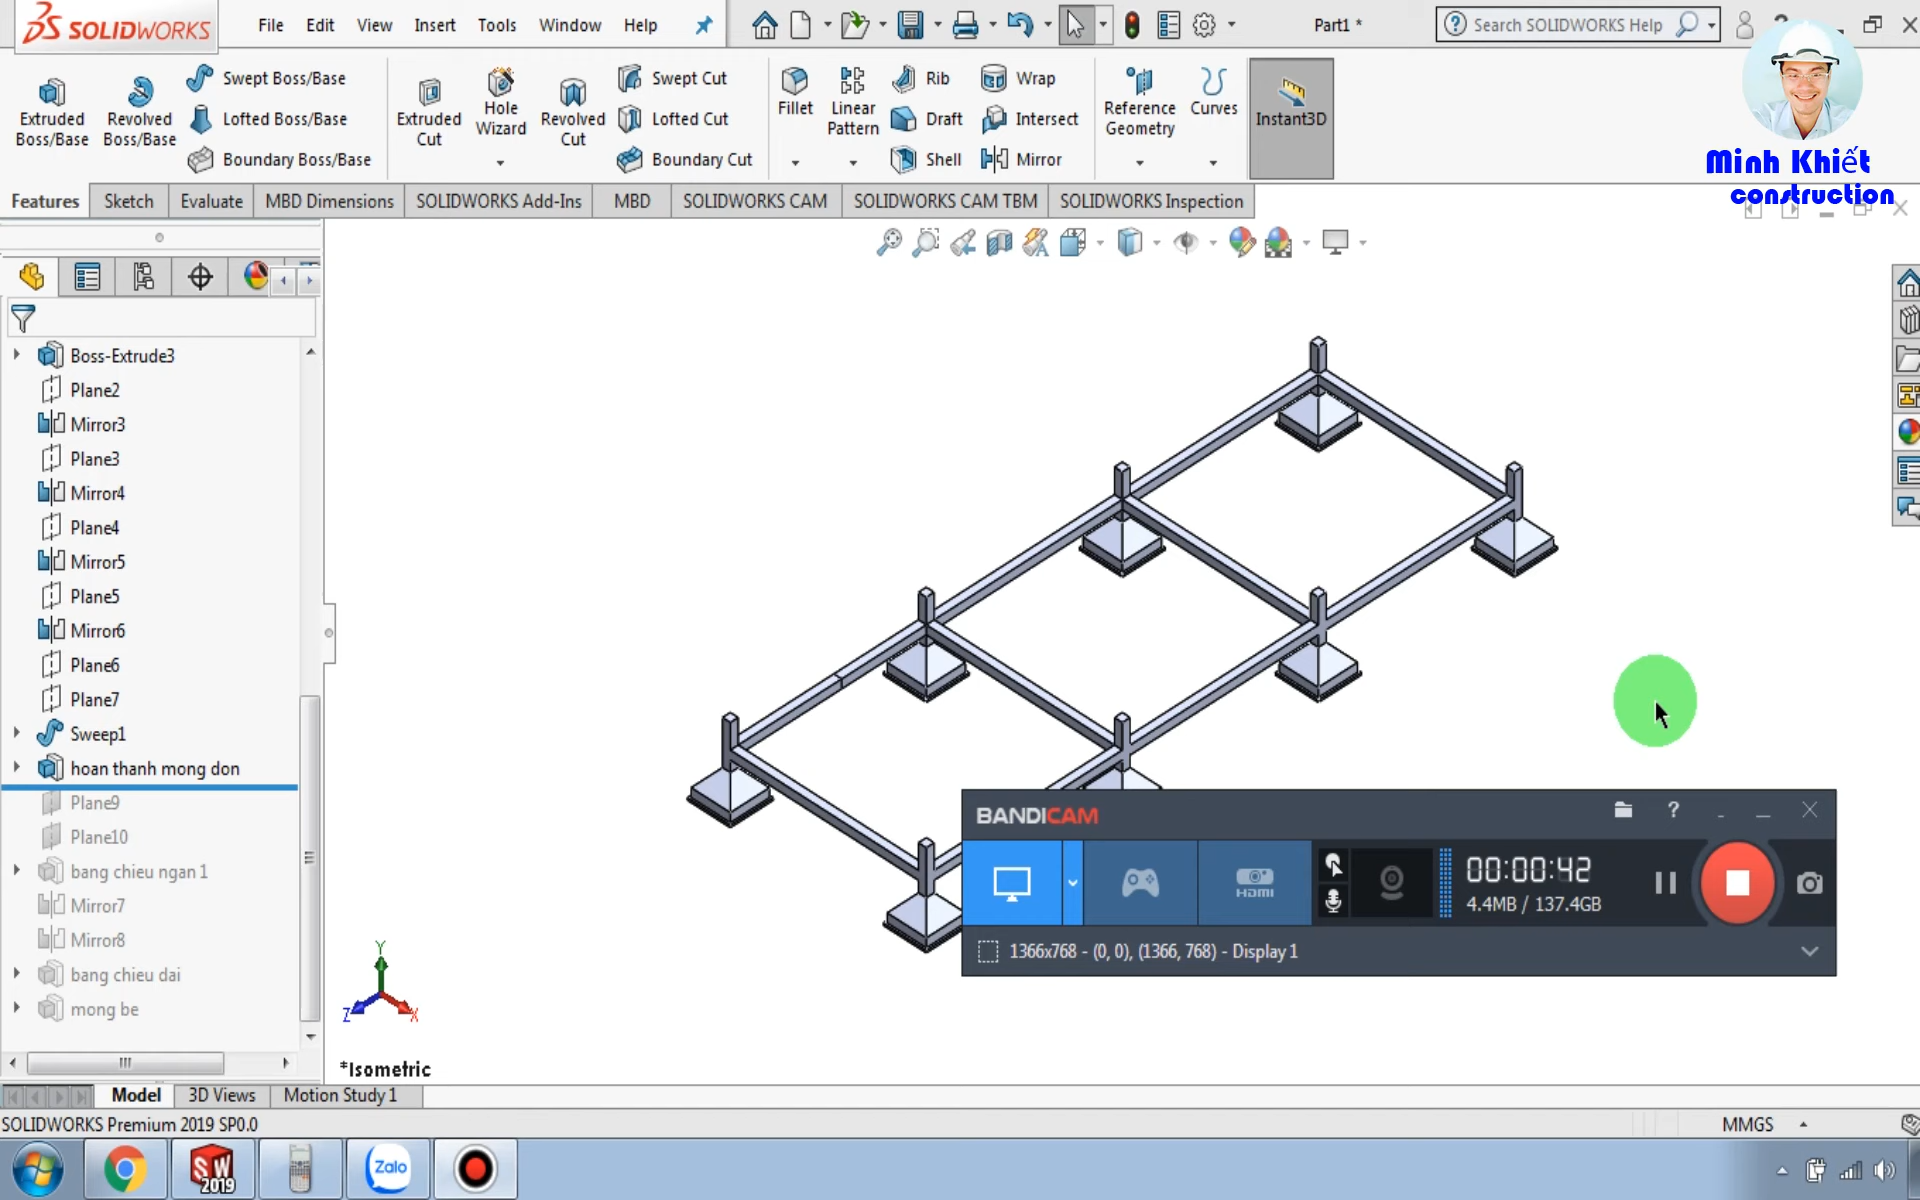 SOLIDWORKS
File Edit View Insert Tools Window Help
Part1 *
Search SOLIDWORKS Help
Extruded Boss/Base
Revolved Boss/Base
Swept Boss/Base
Lofted Boss/Base
Boundary Boss/Base
Extruded Cut
Hole Wizard
Revolved Cut
Swept Cut
Lofted Cut
Boundary Cut
Fillet
Linear Pattern
Rib
Draft
Shell
Wrap
Intersect
Mirror
Reference Geometry
Curves
Instant3D
Minh Khiết
construction
Features Sketch Evaluate MBD Dimensions SOLIDWORKS Add-Ins MBD SOLIDWORKS CAM SOLIDWORKS CAM TBM SOLIDWORKS Inspection
Boss-Extrude3
Plane2
Mirror3
Plane3
Mirror4
Plane4
Mirror5
Plane5
Mirror6
Plane6
Plane7
Sweep1
hoan thanh mong don
Plane9
Plane10
bang chieu ngan 1
Mirror7
Mirror8
bang chieu dai
mong be
Y
Z
X
*Isometric
BANDICAM
?
HDMI
00:00:42
4.4MB / 137.4GB
1366x768 - (0, 0), (1366, 768) - Display 1
Model 3D Views Motion Study 1
SOLIDWORKS Premium 2019 SP0.0
MMGS
SW 2019
Zalo